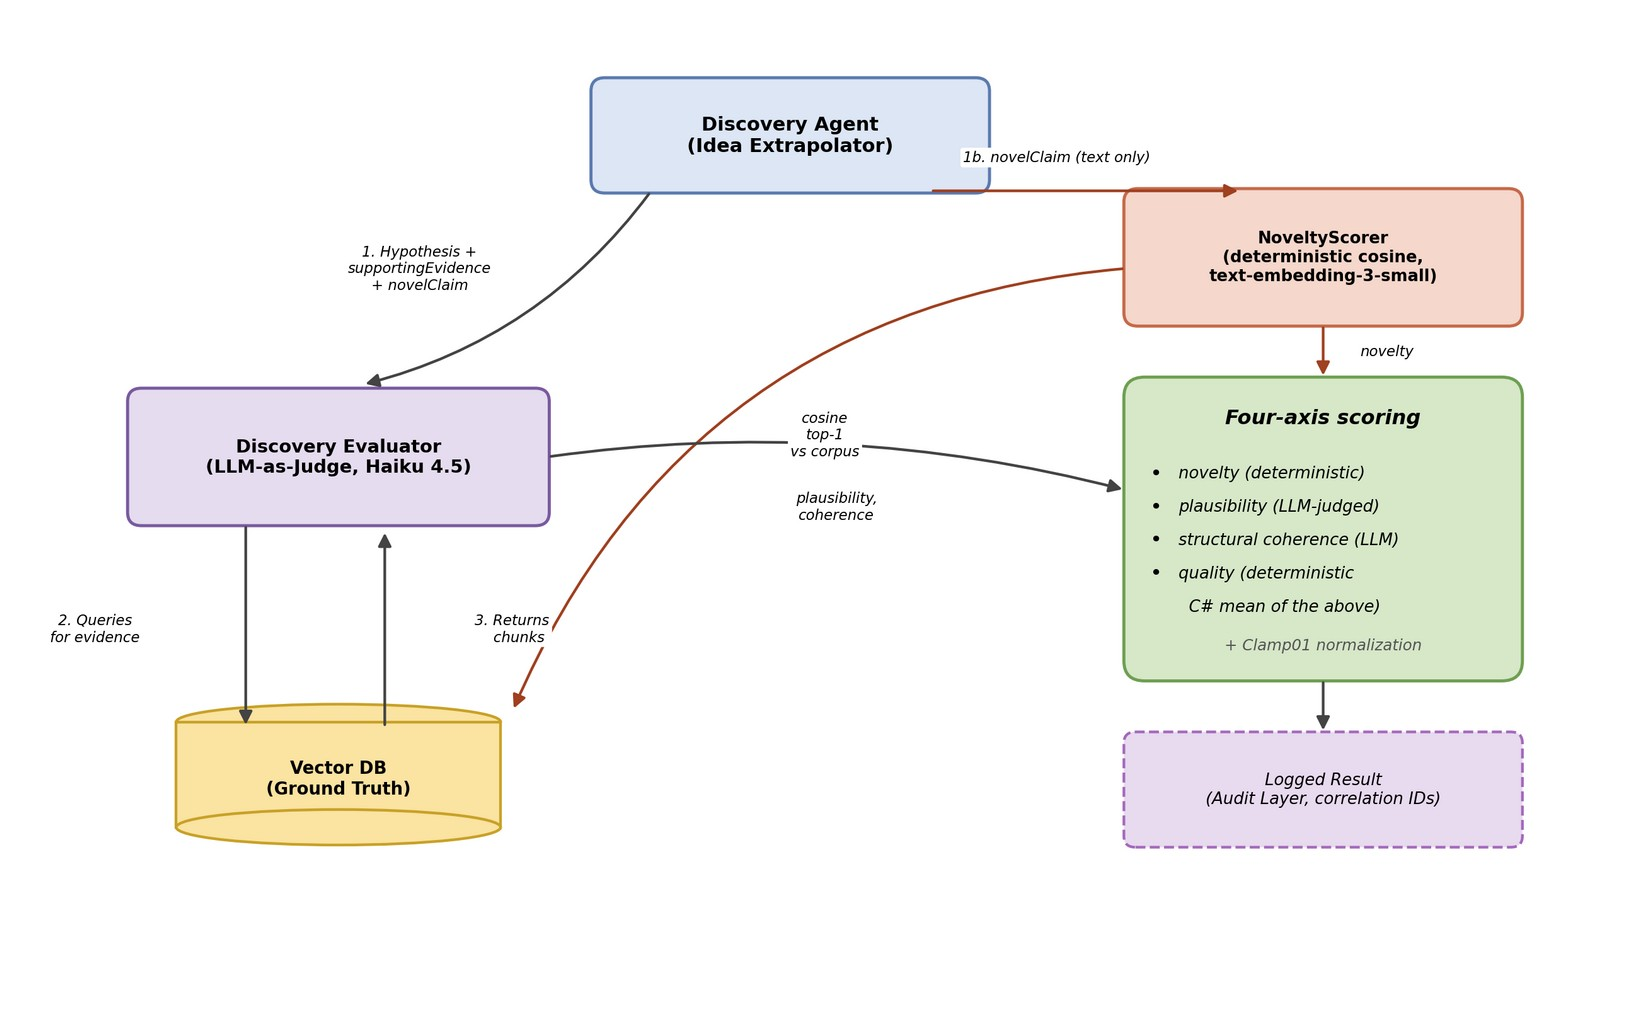 Discovery Agent
(Idea Extrapolator)
1b. novelClaim (text only)
NoveltyScorer
(deterministic cosine,
text-embedding-3-small)
1. Hypothesis +
supportingEvidence
+ novelClaim
novelty
Discovery Evaluator
(LLM-as-Judge, Haiku 4.5)
cosine
top-1
vs corpus
plausibility,
coherence
Four-axis scoring
• novelty (deterministic)
• plausibility (LLM-judged)
• structural coherence (LLM)
• quality (deterministic
C# mean of the above)
+ Clamp01 normalization
2. Queries
for evidence
3. Returns
chunks
Vector DB
(Ground Truth)
Logged Result
(Audit Layer, correlation IDs)